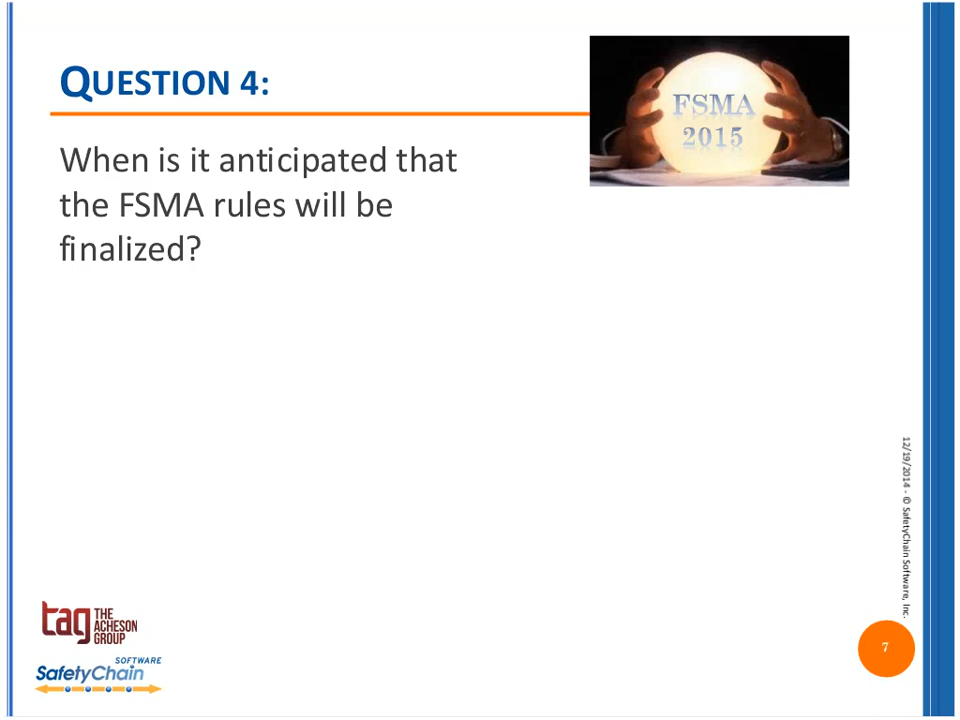 QUESTION 4:
FSMA
2015
When is it anticipated that
the FSMA rules will be
finalized?
12/19/2014 - © SafetyChain Software, Inc.
tag THE
ACHESON
GROUP
SOFTWARE
SafetyChain
7